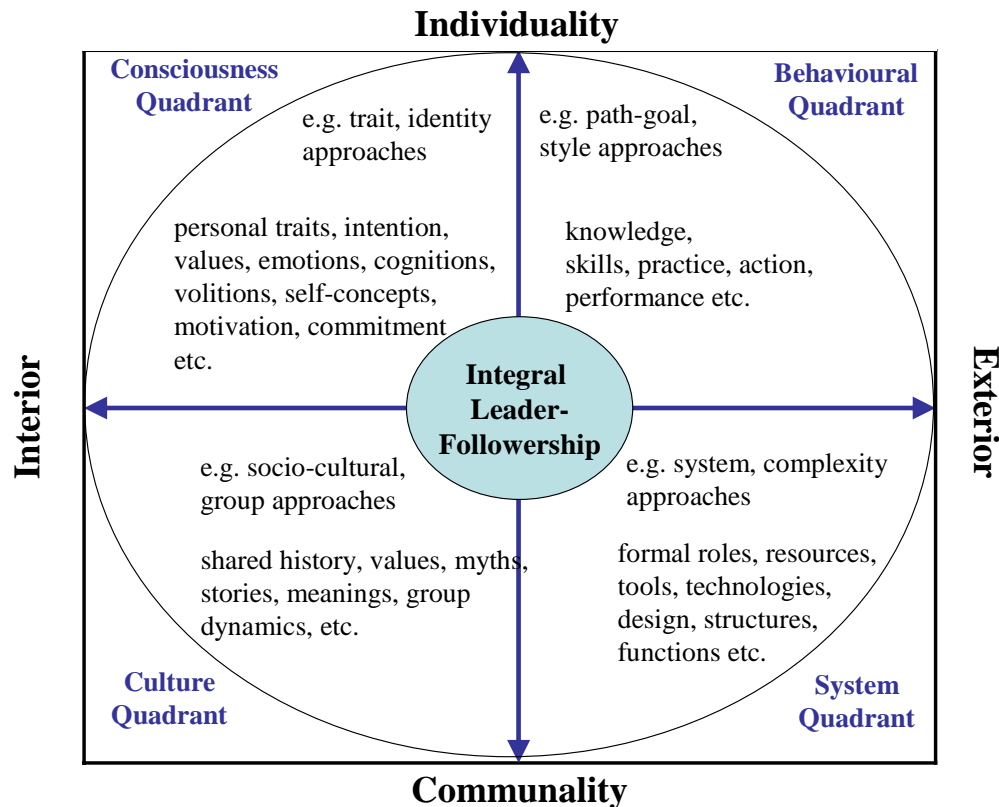 Individuality
Consciousness
Quadrant
Behavioural
Quadrant
e.g. trait, identity
approaches
e.g. path-goal,
style approaches
personal traits, intention,
values, emotions, cognitions,
volitions, self-concepts,
motivation, commitment
etc.
knowledge,
skills, practice, action,
performance etc.
Interior
Integral
Leader-
Followership
Exterior
e.g. socio-cultural,
group approaches
e.g. system, complexity
approaches
shared history, values, myths,
stories, meanings, group
dynamics, etc.
formal roles, resources,
tools, technologies,
design, structures,
functions etc.
Culture
Quadrant
System
Quadrant
Communality